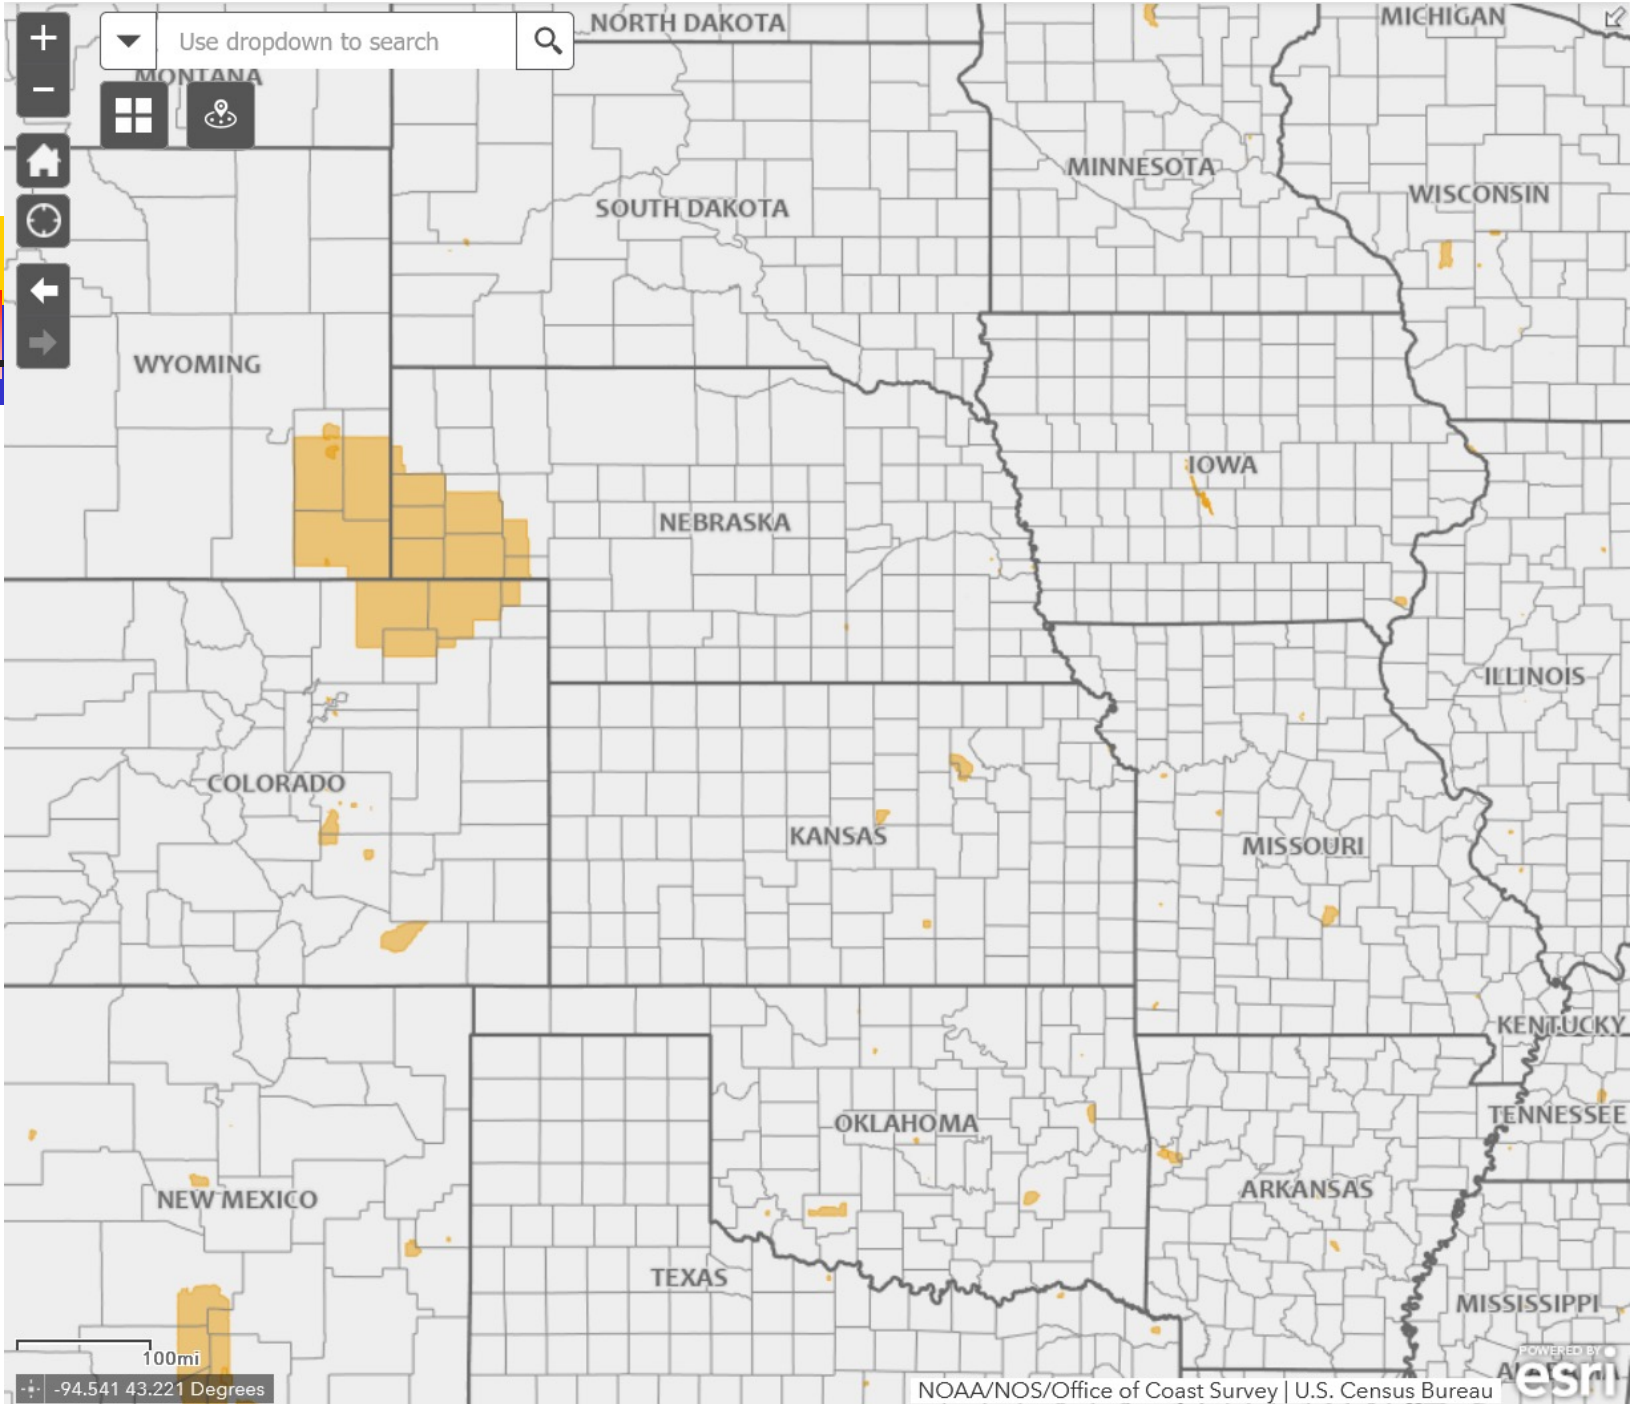 NORTH DAKOTA
MICHIGAN
Use dropdown to search
MONTANA
MINNESOTA
WISCONSIN
SOUTH DAKOTA
WYOMING
IOWA
NEBRASKA
ILLINOIS
COLORADO
KANSAS
MISSOURI
KENTUCKY
TENNESSEE
OKLAHOMA
ARKANSAS
NEW MEXICO
TEXAS
MISSISSIPPI
100mi
POWERED BY
esri
-94.541 43.221 Degrees
NOAA/NOS/Office of Coast Survey | U.S. Census Bureau